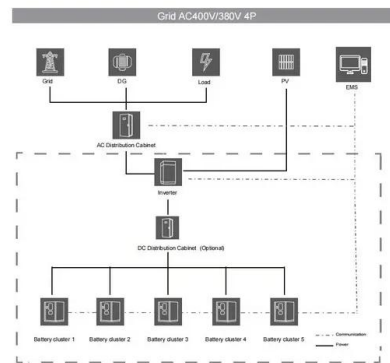 Grid AC400V/380V 4P
Grid
DG
Load
PV
EMS
AC Distribution Cabinet
Inverter
DC Distribution Cabinet (Optional)
Battery cluster 1
Battery cluster 2
Battery cluster 3
Battery cluster 4
Battery cluster 5
Communication
Power